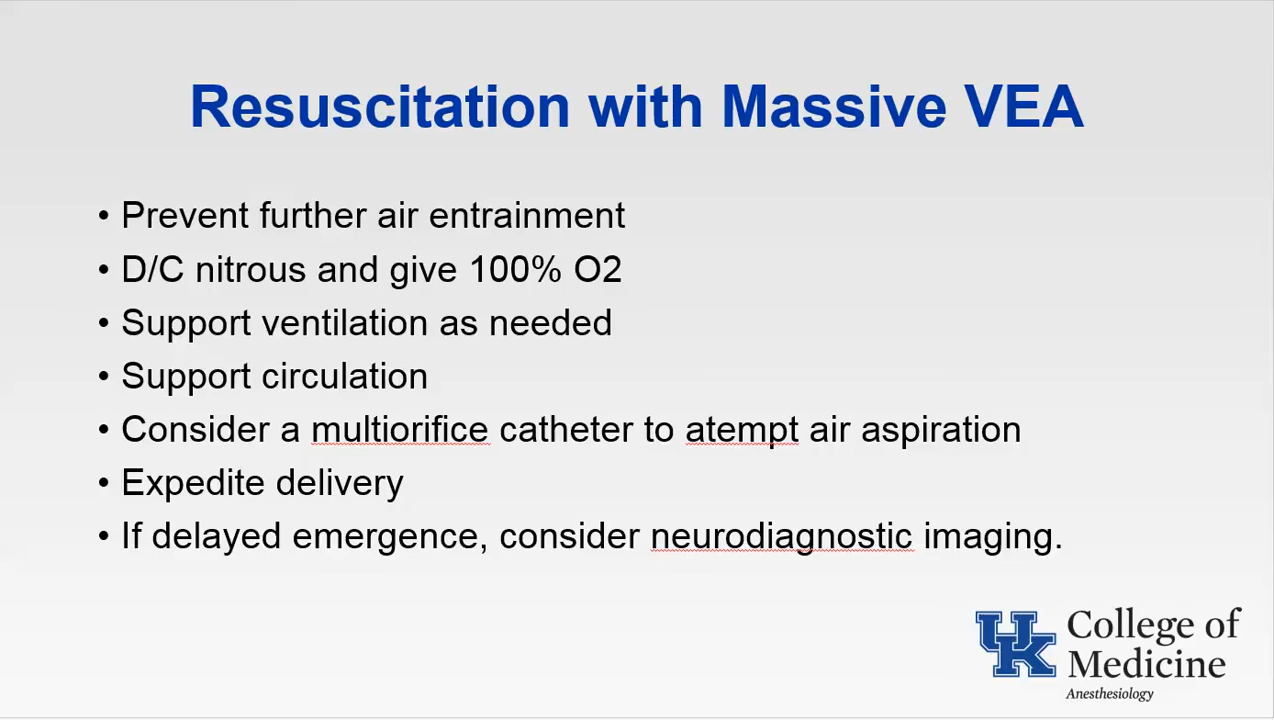 Resuscitation with Massive VEA
• Prevent further air entrainment
• D/C nitrous and give 100% O2
• Support ventilation as needed
• Support circulation
• Consider a multiorifice catheter to atempt air aspiration
• Expedite delivery
• If delayed emergence, consider neurodiagnostic imaging.
UK College of
Medicine
Anesthesiology